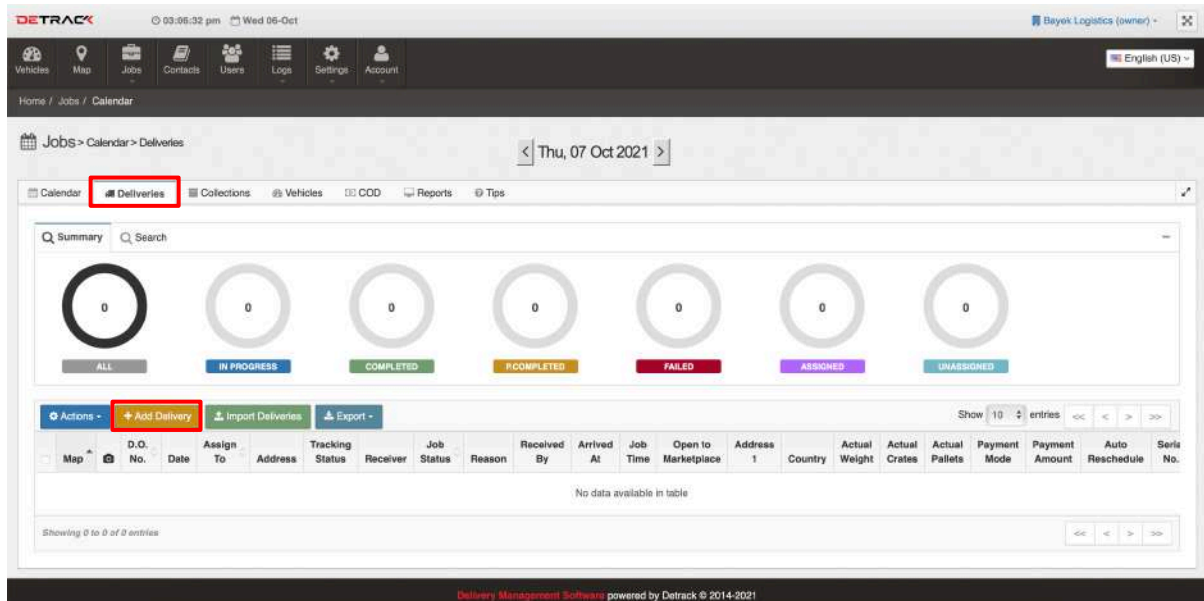 DETRACK 03:06:32 pm Wed 06-Oct Bayek Logistics (owner)
Vehicles Map Jobs Contacts Users Logs Settings Account English (US)
Home / Jobs / Calendar
Jobs > Calendar > Deliveries
< Thu, 07 Oct 2021 >
Calendar Deliveries Collections Vehicles COD Reports Tips
Summary Search
0 0 0 0 0 0 0
ALL IN PROGRESS COMPLETED P.COMPLETED FAILED ASSIGNED UNASSIGNED
Actions + Add Delivery Import Deliveries Export Show 10 entries << < > >>
D.O. Assign Tracking Job Received Arrived Job Open to Address Actual Actual Actual Payment Payment Auto Seria
Map No. Date To Address Status Receiver Status Reason By At Time Marketplace 1 Country Weight Crates Pallets Mode Amount Reschedule No.
No data available in table
Showing 0 to 0 of 0 entries << < > >>
Delivery Management Software powered by Detrack © 2014-2021